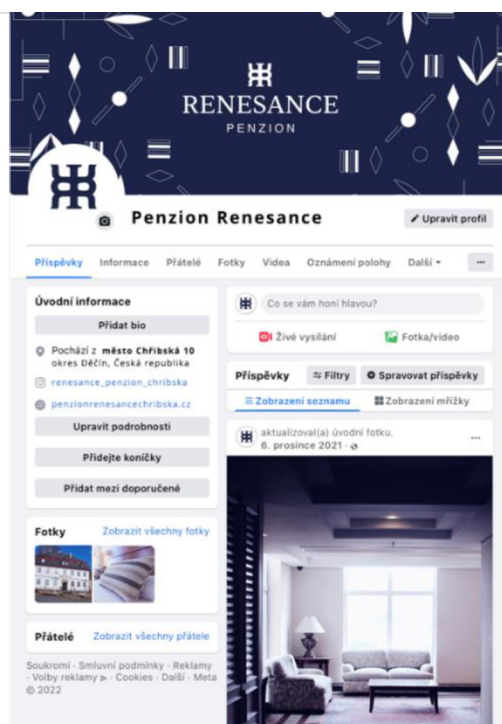 RENESANCE
PENZION
Penzion Renesance
Upravit profil
Příspěvky Informace Přátelé Fotky Videa Oznámení polohy Další
Úvodní informace
Přidat bio
Pochází z město Chřibská 10
okres Děčín, Česká republika
renesance_penzion_chribska
penzionrenesancechribska.cz
Upravit podrobnosti
Přidejte koníčky
Přidat mezi doporučené
Fotky Zobrazit všechny fotky
Přátelé Zobrazit všechny přátele
Soukromí · Smluvní podmínky · Reklamy
· Volby reklamy · Cookies · Další · Meta
© 2022
Co se vám honí hlavou?
Živé vysílání Fotka/video
Příspěvky Filtry Spravovat příspěvky
Zobrazení seznamu Zobrazení mřížky
aktualizoval(a) úvodní fotku.
6. prosince 2021 ·